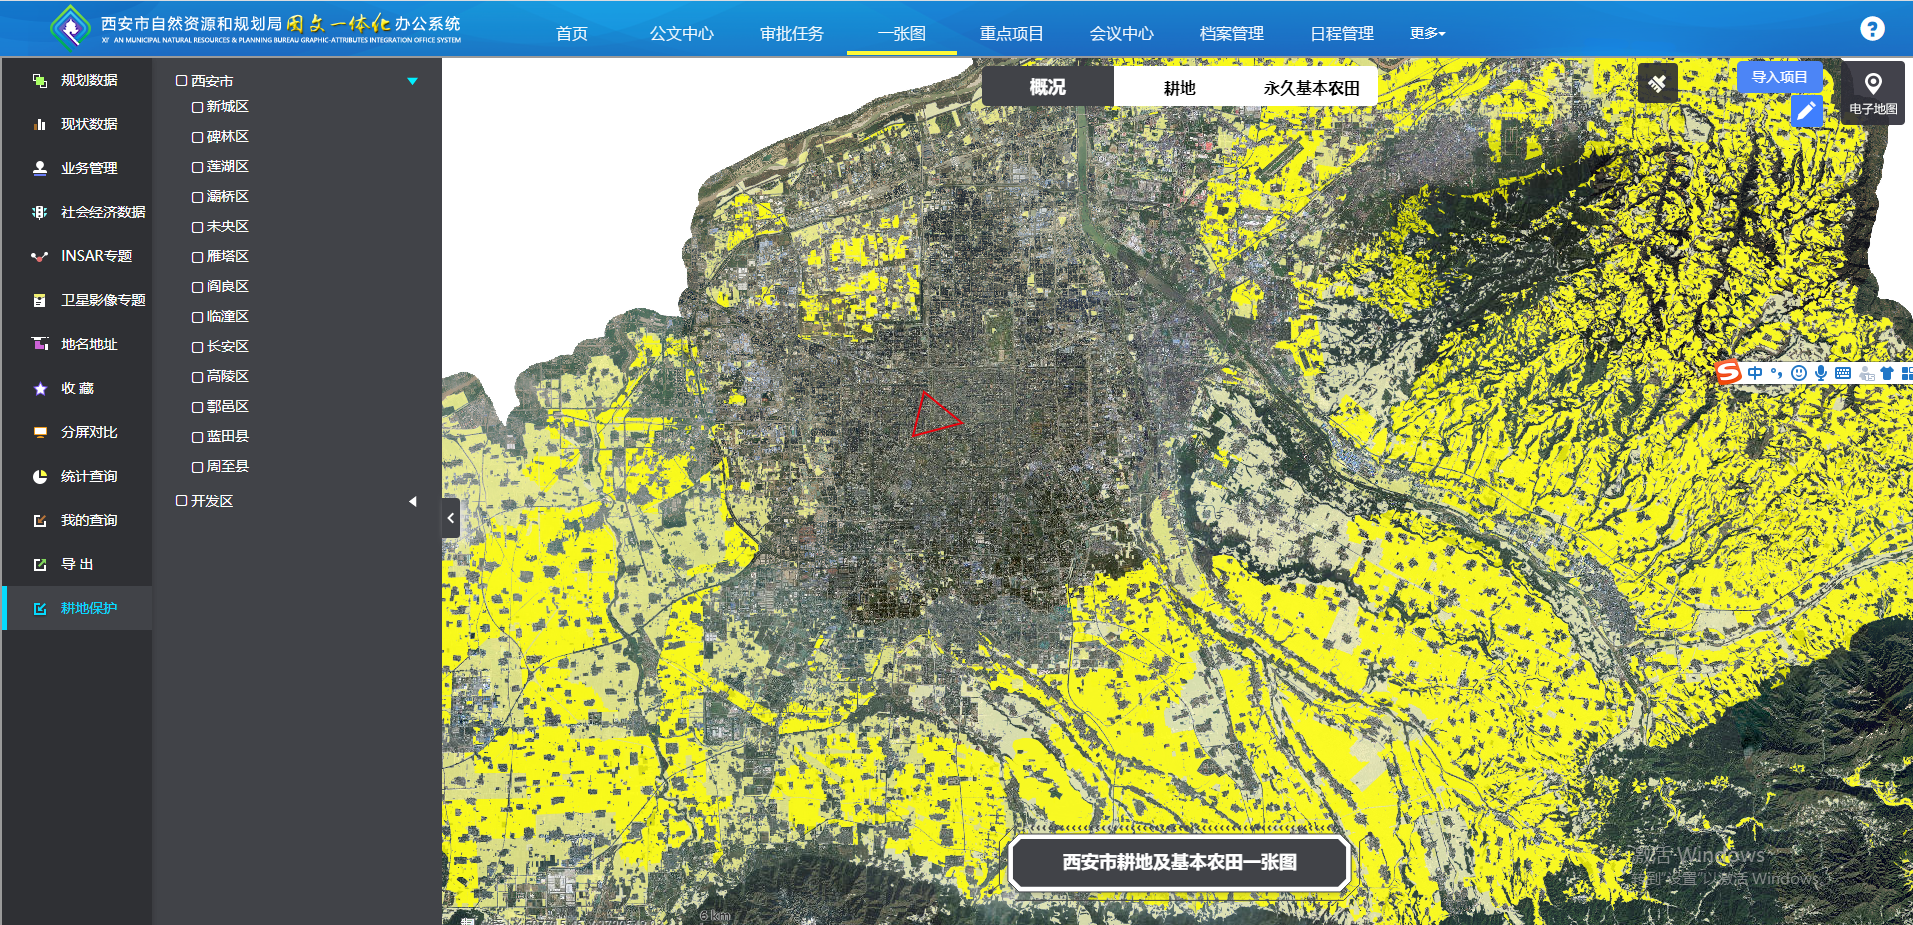 西安市自然资源和规划局图文一体化办公系统
XI' AN MUNICIPAL NATURAL RESOURCES & PLANNING BUREAU GRAPHIC-ATTRIBUTES INTEGRATION OFFICE SYSTEM
首页 公文中心 审批任务 一张图 重点项目 会议中心 档案管理 日程管理 更多
规划数据
现状数据
业务管理
社会经济数据
INSAR专题
卫星影像专题
地名地址
收 藏
分屏对比
统计查询
我的查询
导 出
耕地保护
西安市
新城区
碑林区
莲湖区
灞桥区
未央区
雁塔区
阎良区
临潼区
长安区
高陵区
鄠邑区
蓝田县
周至县
开发区
概况 耕地 永久基本农田
导入项目
电子地图
中
西安市耕地及基本农田一张图
激活 Windows
转到"设置"以激活 Windows。
6 km